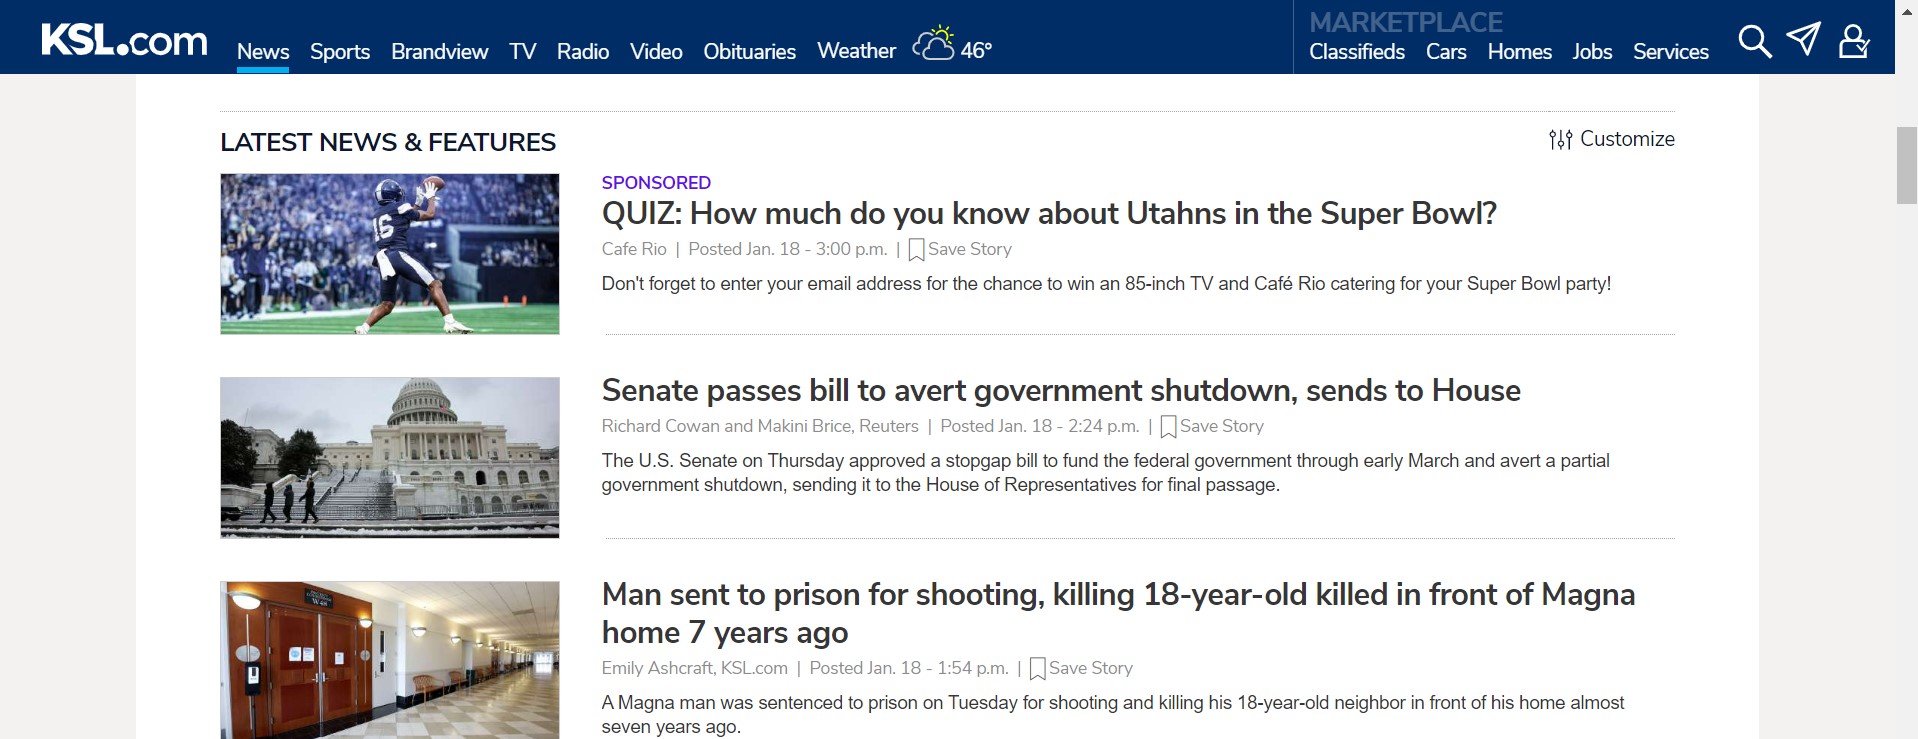 KSL.com
News Sports Brandview TV Radio Video Obituaries Weather 46°
MARKETPLACE
Classifieds Cars Homes Jobs Services
LATEST NEWS & FEATURES
Customize
16
SPONSORED
QUIZ: How much do you know about Utahns in the Super Bowl?
Cafe Rio | Posted Jan. 18 - 3:00 p.m. | Save Story
Don't forget to enter your email address for the chance to win an 85-inch TV and Café Rio catering for your Super Bowl party!
Senate passes bill to avert government shutdown, sends to House
Richard Cowan and Makini Brice, Reuters | Posted Jan. 18 - 2:24 p.m. | Save Story
The U.S. Senate on Thursday approved a stopgap bill to fund the federal government through early March and avert a partial
government shutdown, sending it to the House of Representatives for final passage.
W48
Man sent to prison for shooting, killing 18-year-old killed in front of Magna
home 7 years ago
Emily Ashcraft, KSL.com | Posted Jan. 18 - 1:54 p.m. | Save Story
A Magna man was sentenced to prison on Tuesday for shooting and killing his 18-year-old neighbor in front of his home almost
seven years ago.